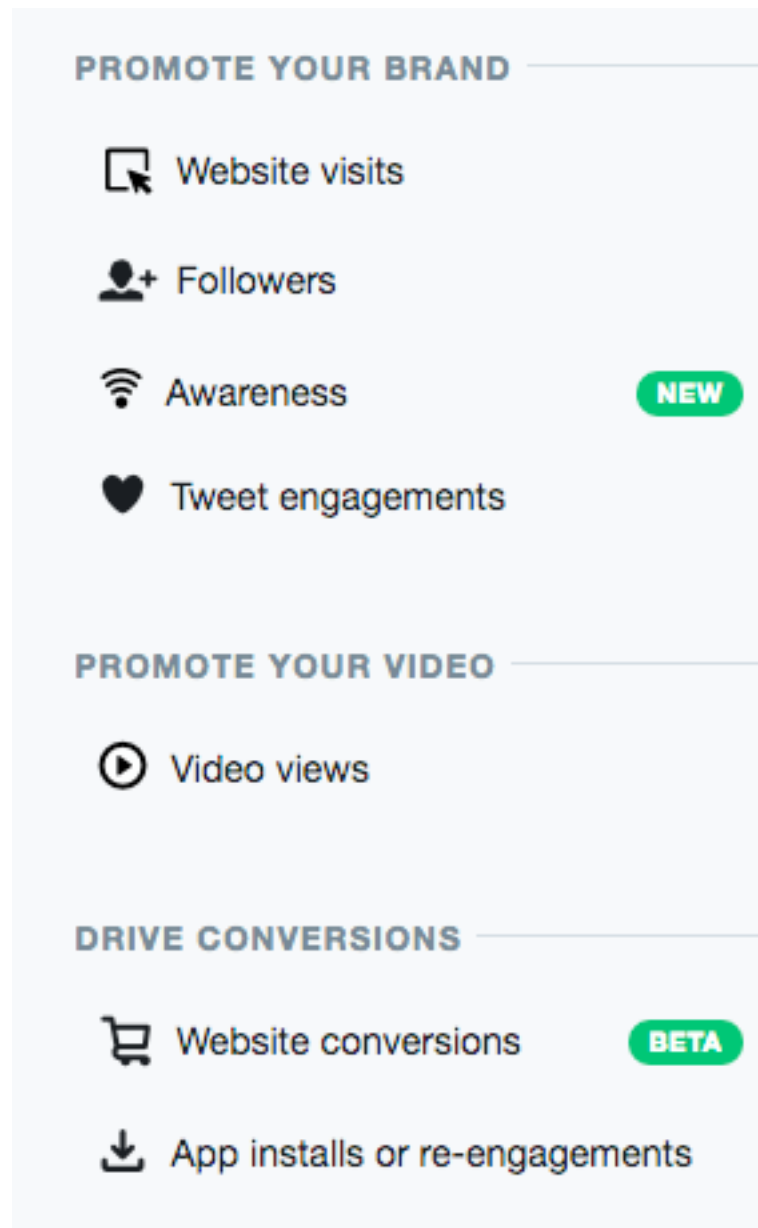 PROMOTE YOUR BRAND
Website visits
Followers
Awareness NEW
Tweet engagements
PROMOTE YOUR VIDEO
Video views
DRIVE CONVERSIONS
Website conversions BETA
App installs or re-engagements